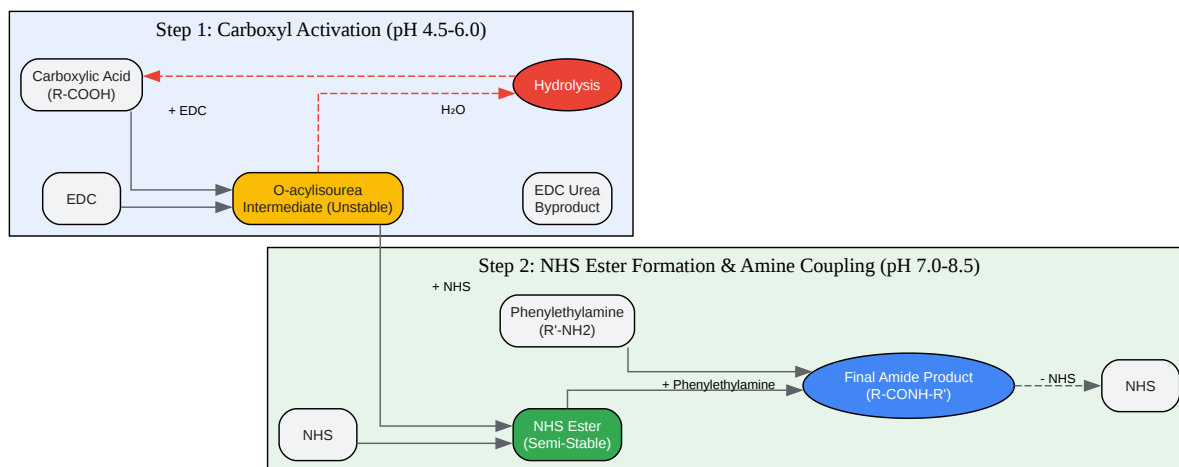 Step 1: Carboxyl Activation (pH 4.5-6.0)
Carboxylic Acid
(R-COOH)
Hydrolysis
+ EDC
H₂O
EDC
O-acylisourea
Intermediate (Unstable)
EDC Urea
Byproduct
Step 2: NHS Ester Formation & Amine Coupling (pH 7.0-8.5)
+ NHS
Phenylethylamine
(R'-NH2)
+ Phenylethylamine
Final Amide Product
(R-CONH-R')
- NHS
NHS
NHS
NHS Ester
(Semi-Stable)